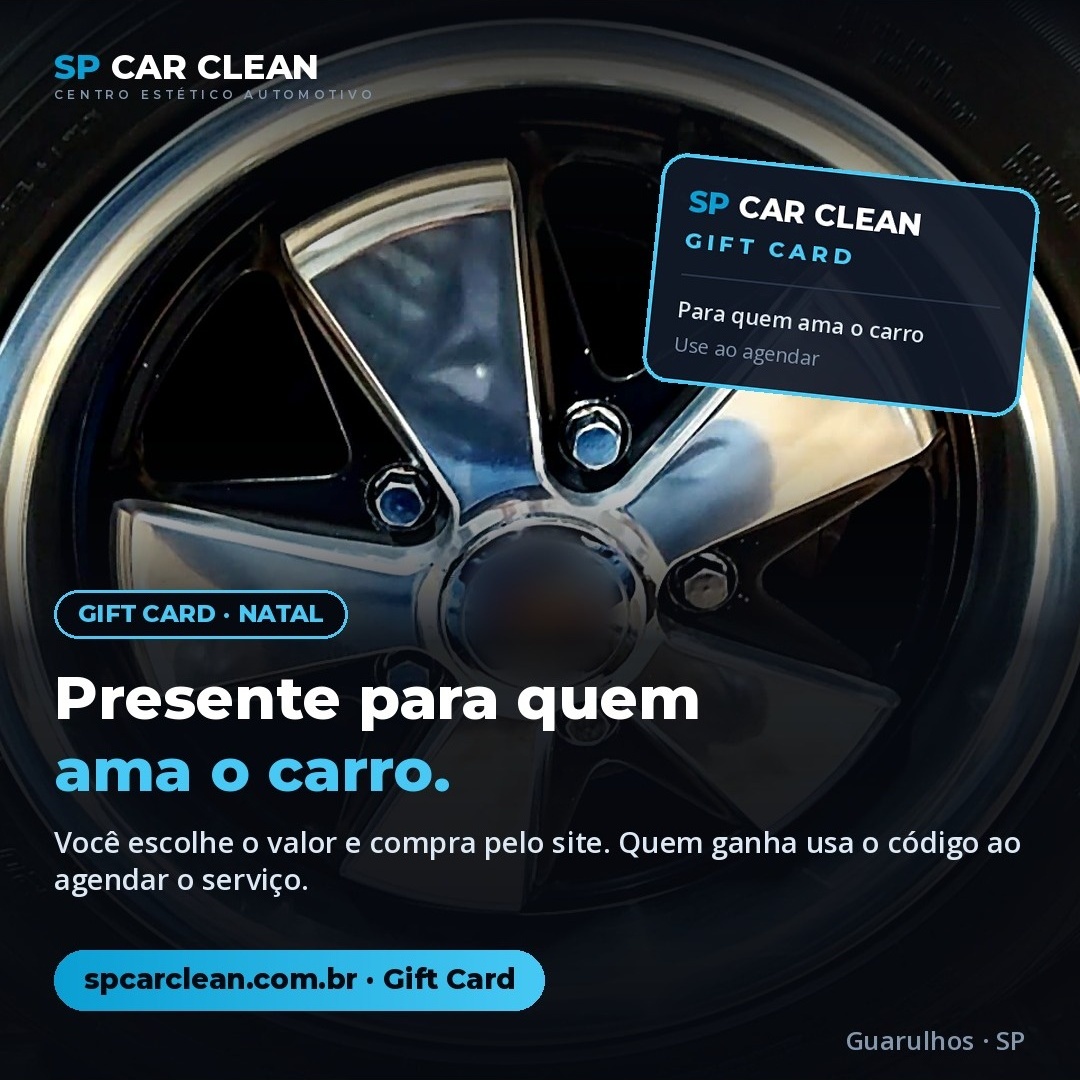 SP CAR CLEAN
CENTRO ESTÉTICO AUTOMOTIVO
SP CAR CLEAN
GIFT CARD
Para quem ama o carro
Use ao agendar
GIFT CARD · NATAL
Presente para quem
ama o carro.
Você escolhe o valor e compra pelo site. Quem ganha usa o código ao
agendar o serviço.
spcarclean.com.br · Gift Card
Guarulhos · SP